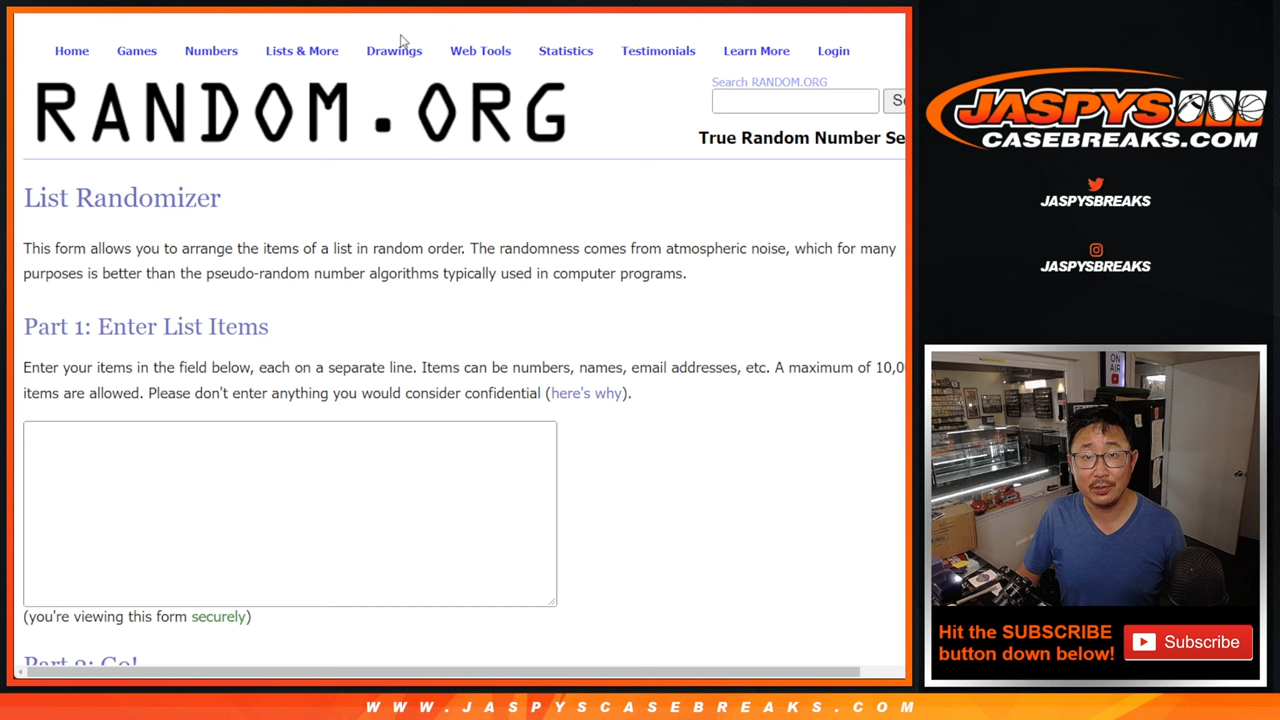 Home Games Numbers Lists & More Drawings Web Tools Statistics Testimonials Learn More Login
RANDOM.ORG
Search RANDOM.ORG
Se
True Random Number Se
List Randomizer
This form allows you to arrange the items of a list in random order. The randomness comes from atmospheric noise, which for many
purposes is better than the pseudo-random number algorithms typically used in computer programs.
Part 1: Enter List Items
Enter your items in the field below, each on a separate line. Items can be numbers, names, email addresses, etc. A maximum of 10,0
items are allowed. Please don't enter anything you would consider confidential (here's why).
(you're viewing this form securely)
Part 2: Go!
JASPYS
CASEBREAKS.COM
JASPYSBREAKS
JASPYSBREAKS
ON
AIR
Hit the SUBSCRIBE
button down below!
Subscribe
WWW.JASPYSCASEBREAKS.COM